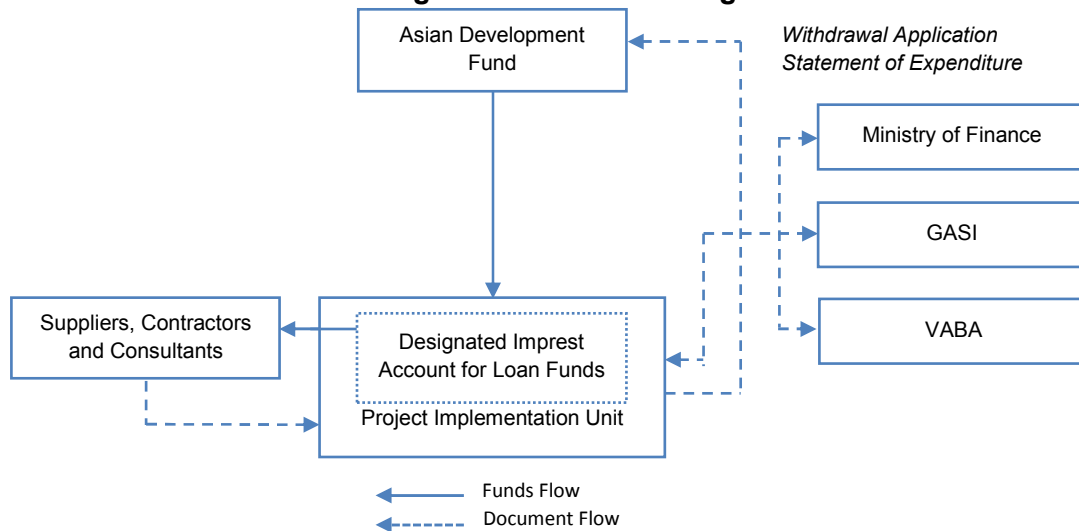 Asian Development
Fund
Withdrawal Application
Statement of Expenditure
Ministry of Finance
GASI
VABA
Suppliers, Contractors
and Consultants
Designated Imprest
Account for Loan Funds
Project Implementation Unit
Funds Flow
Document Flow